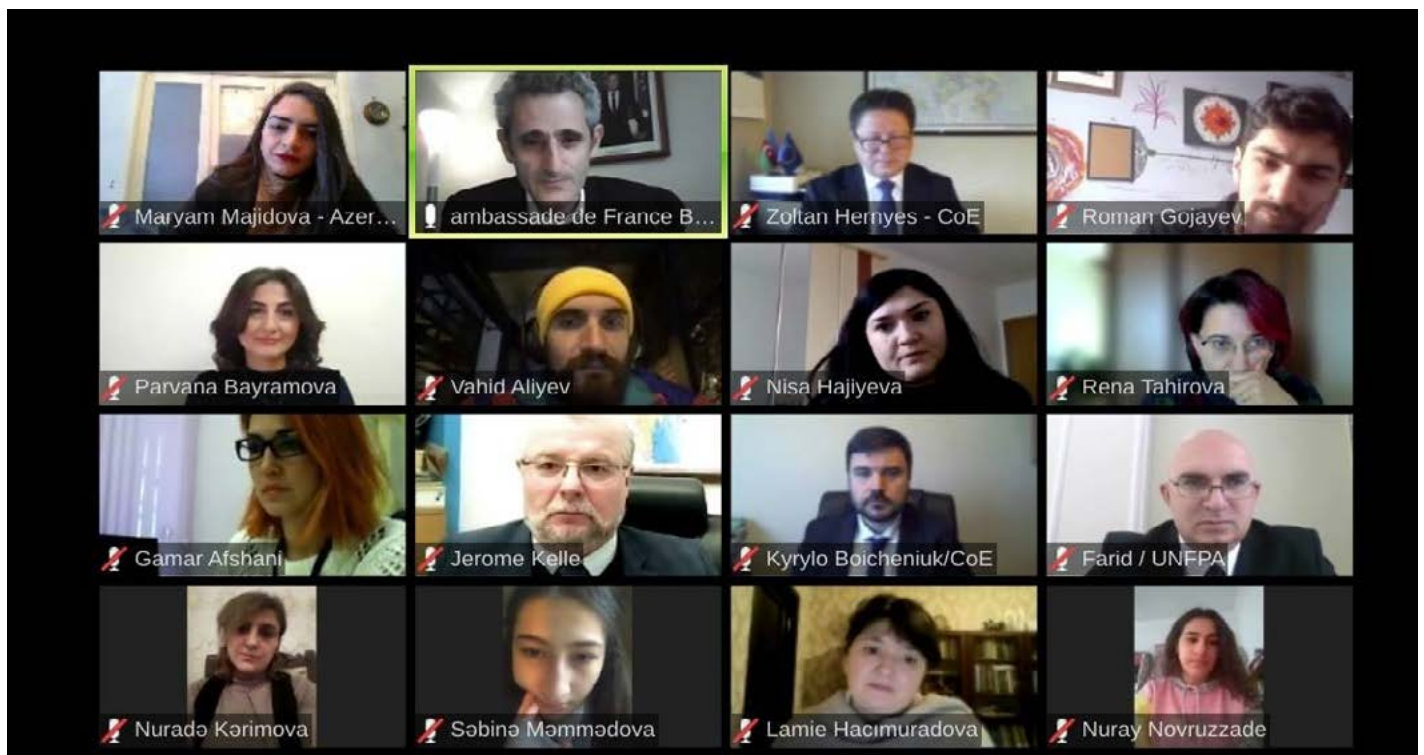 Maryam Majidova - Azer...
ambassade de France B...
Zoltan Hernyes - CoE
Roman Gojayev
Parvana Bayramova
Vahid Aliyev
Nisa Hajiyeva
Rena Tahirova
Gamar Afshani
Jerome Kelle
Kyrylo Boicheniuk/CoE
Farid / UNFPA
Nuradə Kərimova
Səbinə Məmmədova
Lamie Hacımuradova
Nuray Novruzzade